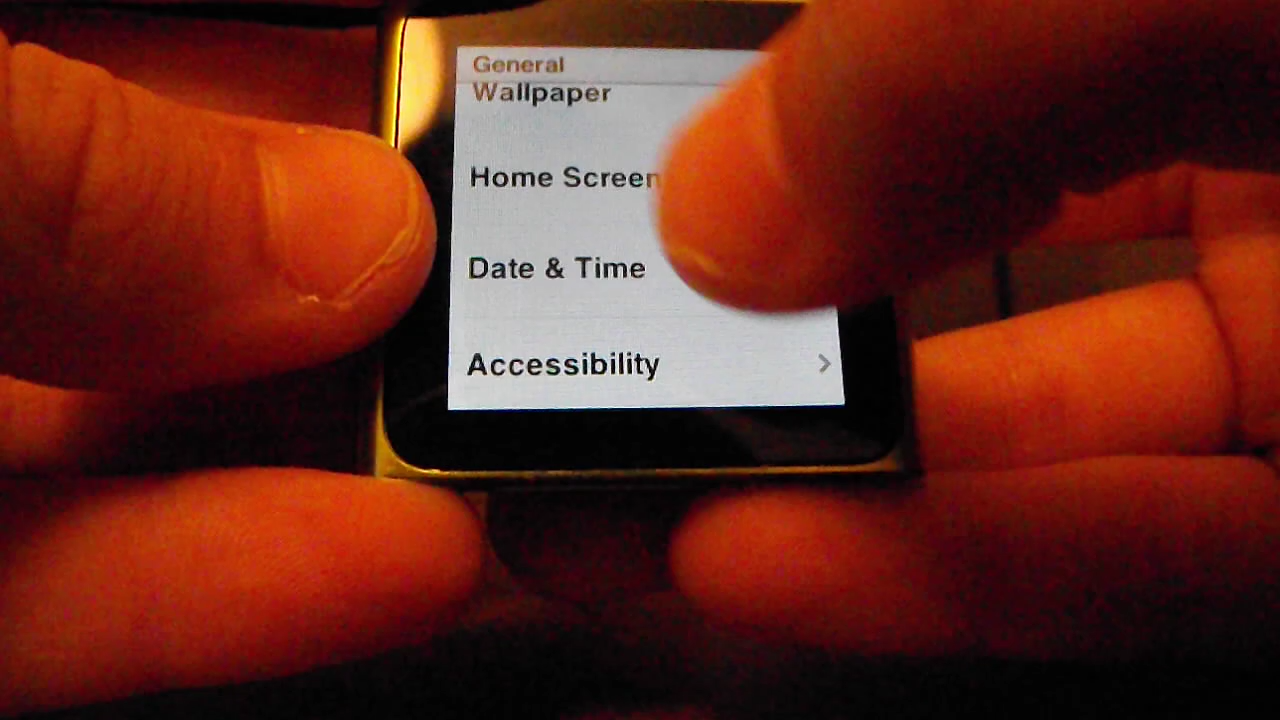 General
Wallpaper
Home Screen
Date & Time
Accessibility